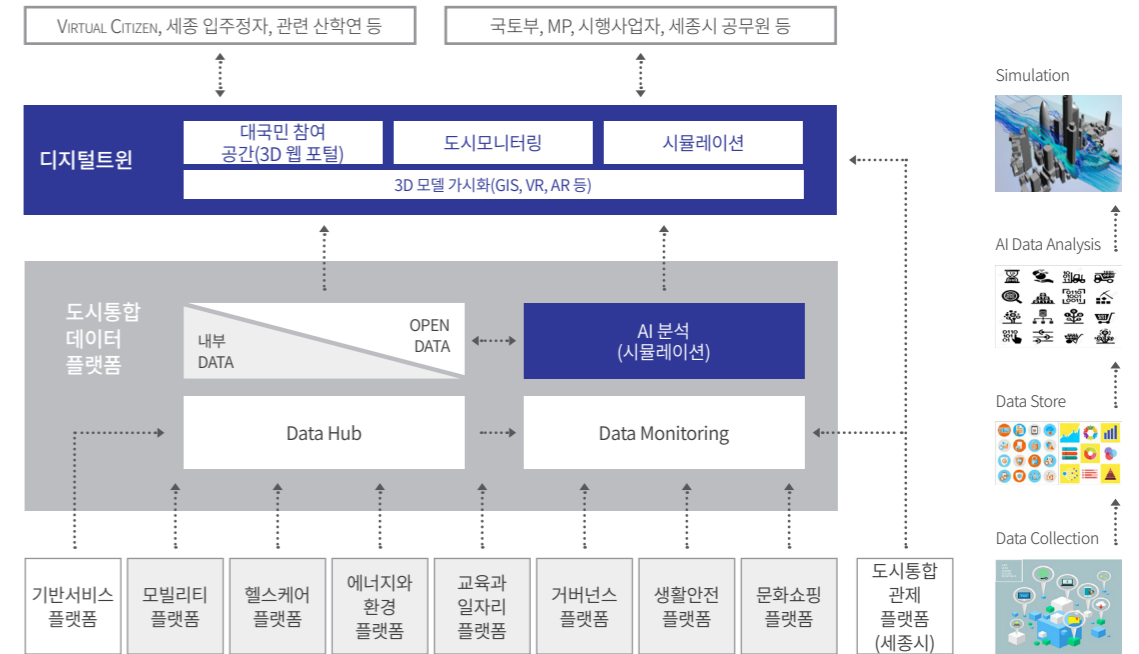 VIRTUAL CITIZEN, 세종 입주정자, 관련 산학연 등
국토부, MP, 시행사업자, 세종시 공무원 등
디지털트윈
대국민 참여
공간(3D 웹 포털)
도시모니터링
시뮬레이션
3D 모델 가시화(GIS, VR, AR 등)
도시통합
데이터
플랫폼
내부
DATA
OPEN
DATA
AI 분석
(시뮬레이션)
Data Hub
Data Monitoring
기반서비스
플랫폼
모빌리티
플랫폼
헬스케어
플랫폼
에너지와
환경
플랫폼
교육과
일자리
플랫폼
거버넌스
플랫폼
생활안전
플랫폼
문화쇼핑
플랫폼
도시통합
관제
플랫폼
(세종시)
Simulation
AI Data Analysis
Data Store
Data Collection